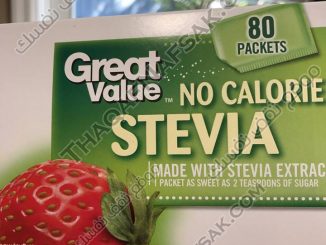 80
PACKETS
Great
Value™
NO CALORIE
STEVIA
MADE WITH STEVIA EXTRAC
1 PACKET AS SWEET AS 2 TEASPOONS OF SUGAR